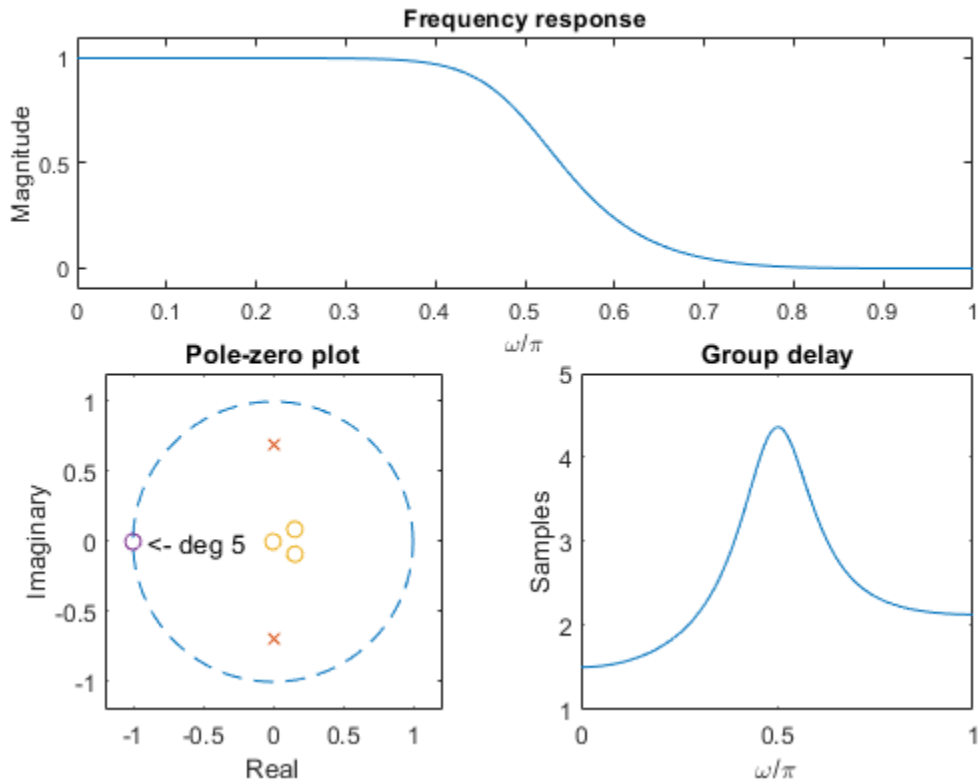 Frequency response
Magnitude
1
0.5
0
0 0.1 0.2 0.3 0.4 0.5 0.6 0.7 0.8 0.9 1
ω/π
Pole-zero plot
Imaginary
1
0.5
0
-0.5
-1
<- deg 5
-1 -0.5 0 0.5 1
Real
Group delay
Samples
5
4
3
2
1
0 0.5 1
ω/π